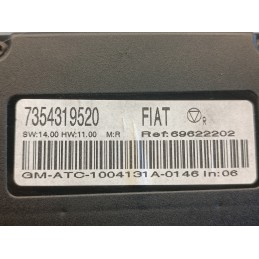 7354319520 FIAT R
SW:14.00 HW:11.00 M:R Ref:69622202
GM-ATC-1004131A-0146 In:06